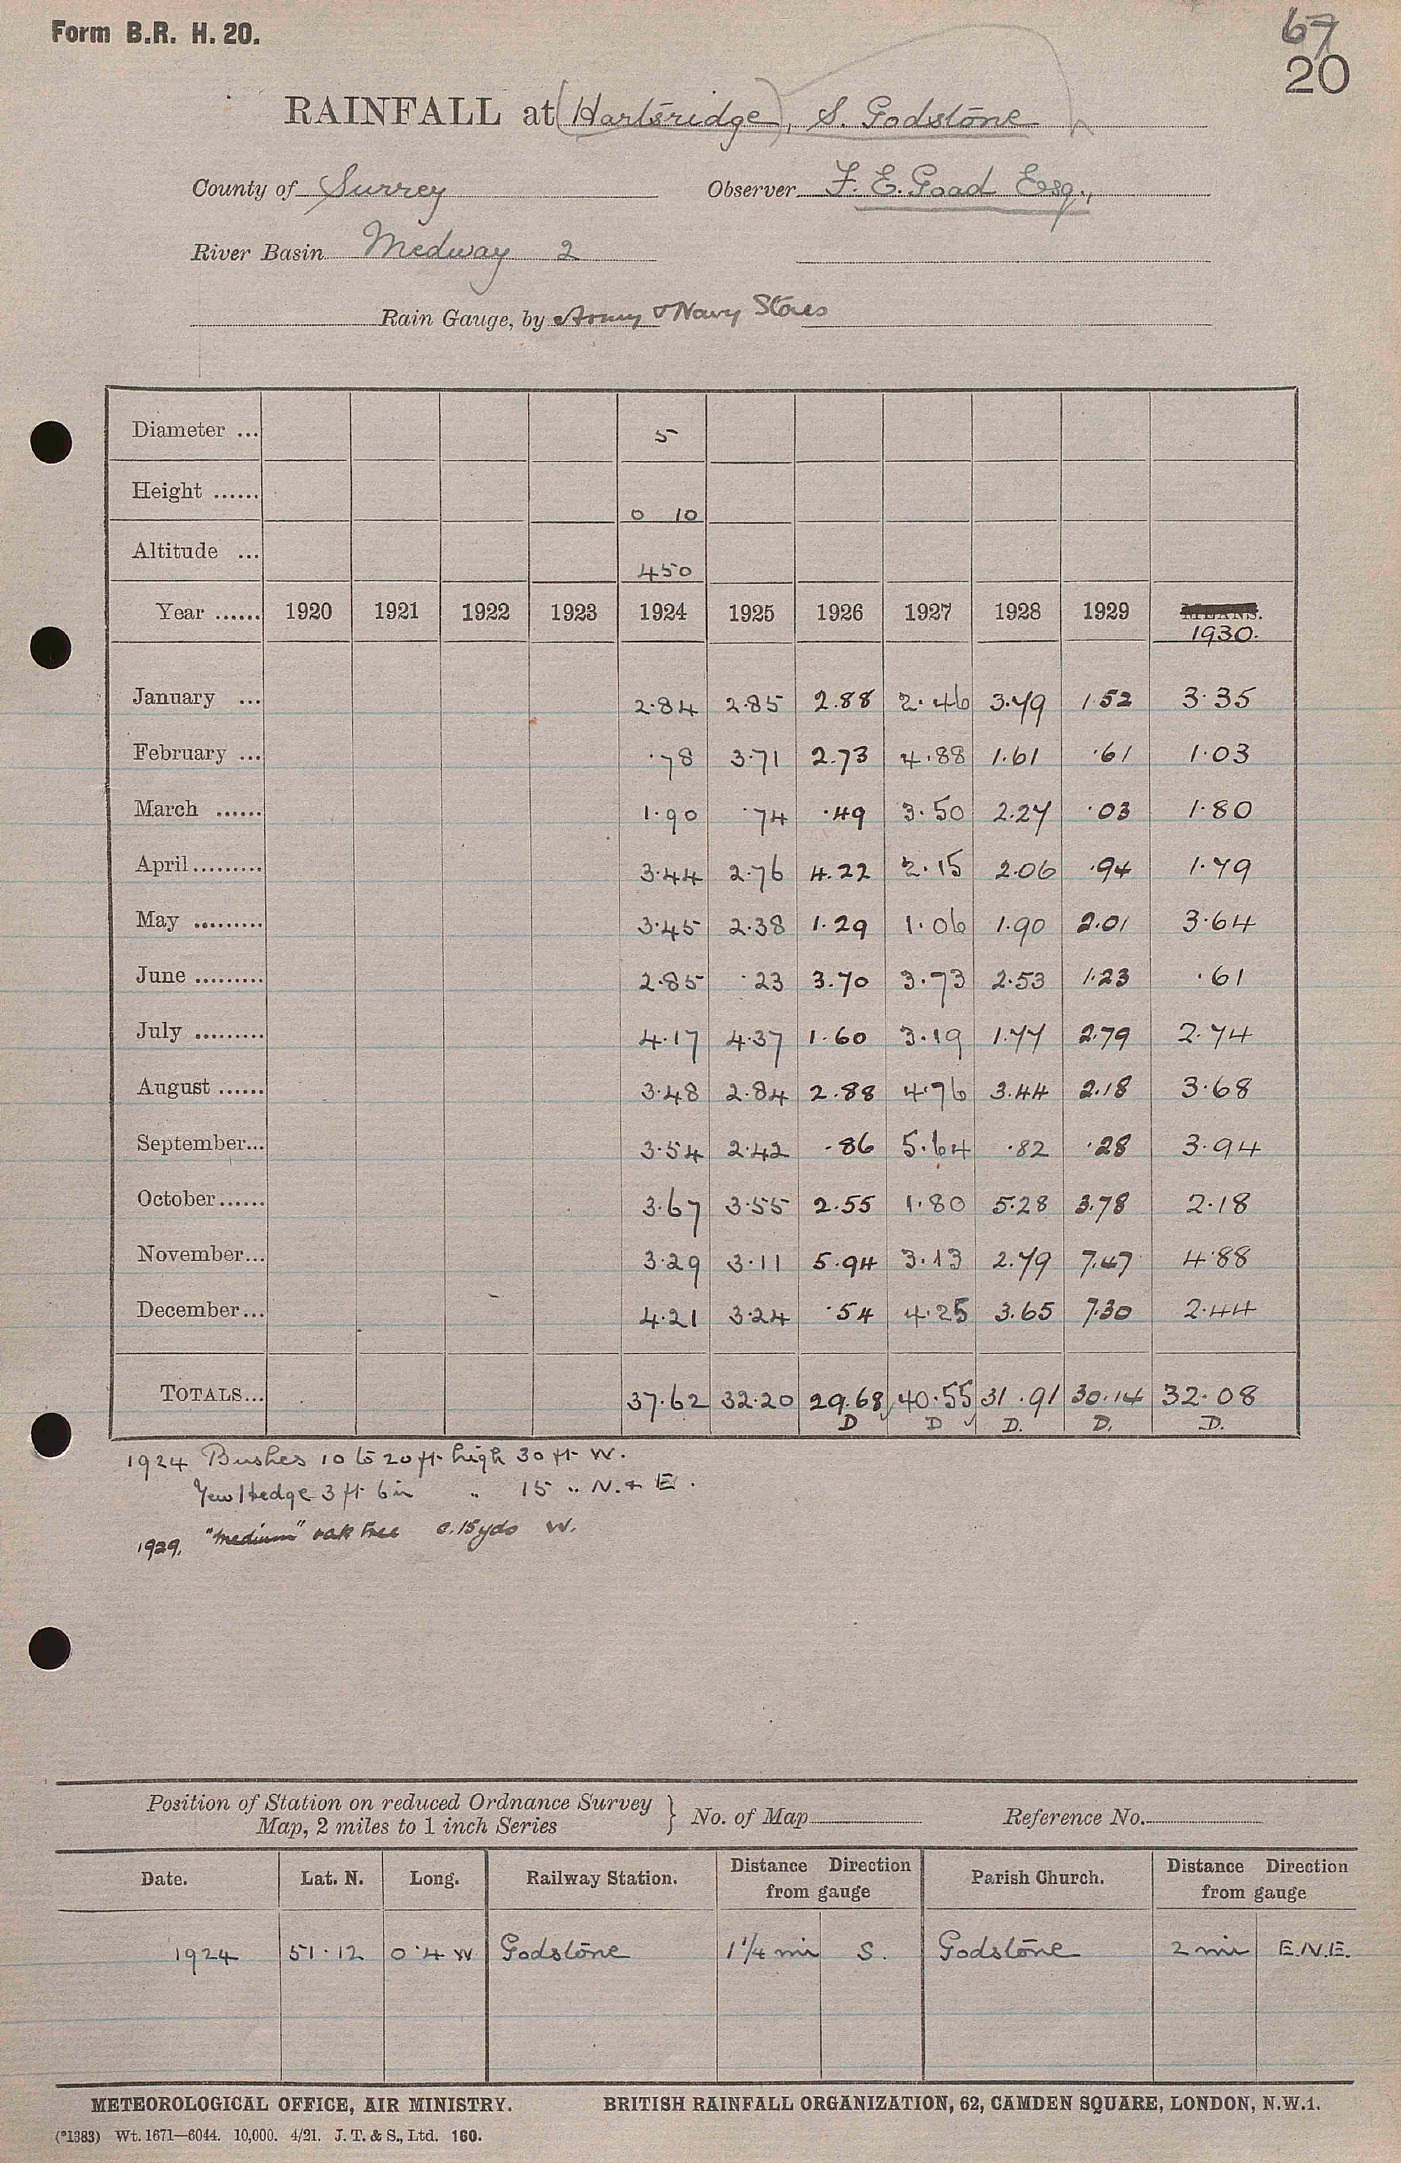 Form B.R. H. 20.
67
20
RAINFALL at (Hartsridge), S. Godstone
County of Surrey Observer F. E. Goad Esq.,
River Basin Medway 2
Rain Gauge, by Army & Navy Stores
Diameter ... 5
Height ...... 0 10
Altitude ... 450
Year ...... 1920 1921 1922 1923 1924 1925 1926 1927 1928 1929 MEANS.
1930.
January ... 2.84 2.85 2.88 2.46 3.79 1.52 3.35
February ... .78 3.71 2.73 4.88 1.61 .61 1.03
March ...... 1.90 .74 .49 3.50 2.27 .03 1.80
April ......... 3.44 2.76 4.22 2.15 2.06 .94 1.79
May ......... 3.45 2.38 1.29 1.06 1.90 2.01 3.64
June ......... 2.85 .23 3.70 3.73 2.53 1.23 .61
July ......... 4.17 4.37 1.60 3.19 1.77 2.79 2.74
August ...... 3.48 2.84 2.88 4.76 3.44 2.18 3.68
September... 3.54 2.42 .86 5.64 .82 .28 3.94
October...... 3.67 3.55 2.55 1.80 5.28 3.78 2.18
November... 3.29 3.11 5.94 3.13 2.79 7.47 4.88
December... 4.21 3.24 .54 4.25 3.65 7.30 2.44
TOTALS... 37.62 32.20 29.68 40.55 31.91 30.14 32.08
D D D. D. D.
1924 Bushes 10 to 20 ft. high 30 ft W.
Yew Hedge 3 ft 6 in " 15 " N. & E.
1929. "Medium" oak tree c. 15 yds W.
Position of Station on reduced Ordnance Survey
Map, 2 miles to 1 inch Series } No. of Map Reference No.
Date. Lat. N. Long. Railway Station. Distance Direction from gauge Parish Church. Distance Direction from gauge
1924 51.12 0.4 W Godstone 1 1/4 mi S. Godstone 2 mi E.N.E.
METEOROLOGICAL OFFICE, AIR MINISTRY. BRITISH RAINFALL ORGANIZATION, 62, CAMDEN SQUARE, LONDON, N.W.1.
(*1383) Wt. 1671—6044. 10,000. 4/21. J. T. & S., Ltd. 160.